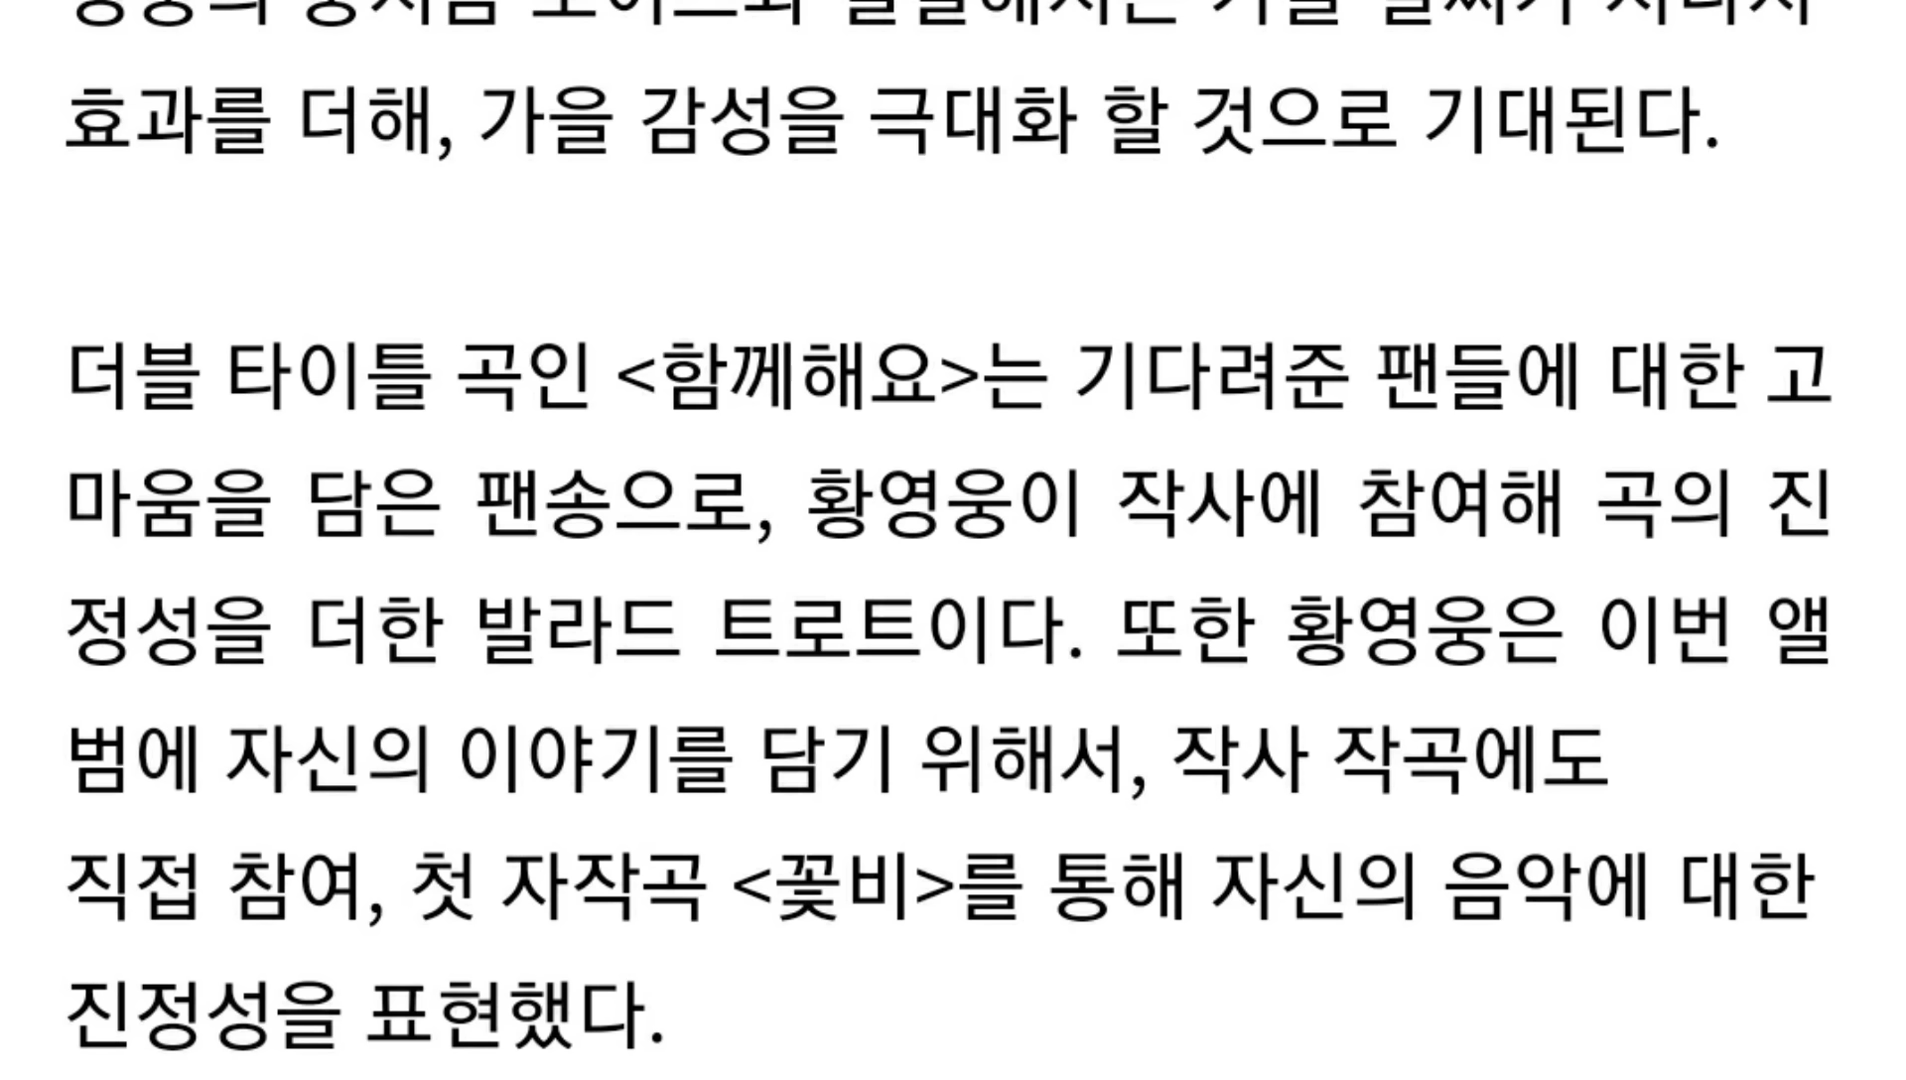 효과를 더해, 가을 감성을 극대화 할 것으로 기대된다.
더블 타이틀 곡인 <함께해요>는 기다려준 팬들에 대한 고
마움을 담은 팬송으로, 황영웅이 작사에 참여해 곡의 진
정성을 더한 발라드 트로트이다. 또한 황영웅은 이번 앨
범에 자신의 이야기를 담기 위해서, 작사 작곡에도
직접 참여, 첫 자작곡 <꽃비>를 통해 자신의 음악에 대한
진정성을 표현했다.